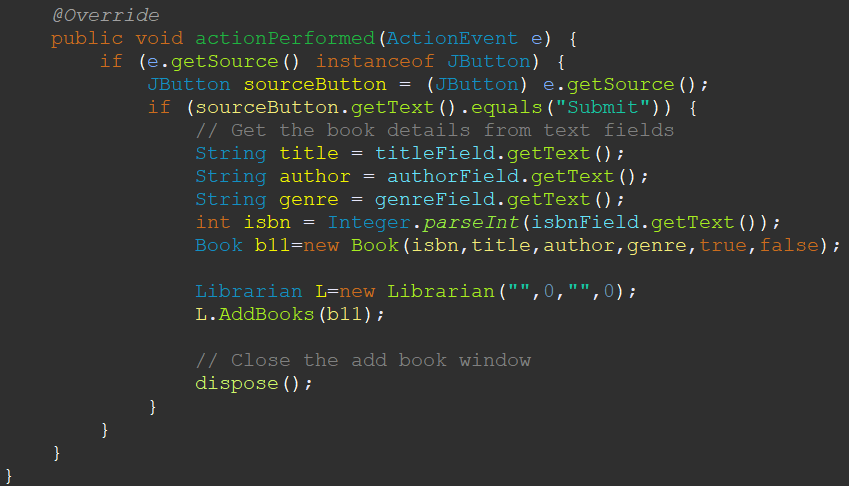 @Override
public void actionPerformed(ActionEvent e) {
if (e.getSource() instanceof JButton) {
JButton sourceButton = (JButton) e.getSource();
if (sourceButton.getText().equals("Submit")) {
// Get the book details from text fields
String title = titleField.getText();
String author = authorField.getText();
String genre = genreField.getText();
int isbn = Integer.parseInt(isbnField.getText());
Book b11=new Book(isbn,title,author,genre,true,false);
Librarian L=new Librarian("",0,"",0);
L.AddBooks(b11);
// Close the add book window
dispose();
}
}
}
}